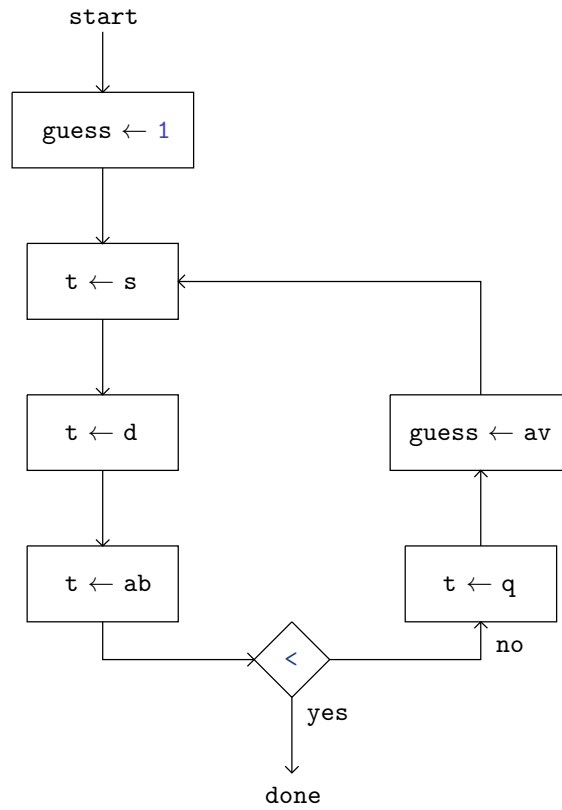 start
guess ← 1
t ← s
t ← d
guess ← av
t ← ab
t ← q
<
no
yes
done